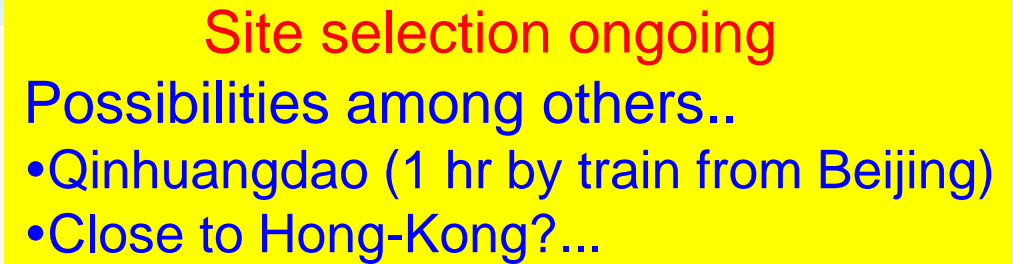 Site selection ongoing
Possibilities among others..
•Qinhuangdao (1 hr by train from Beijing)
•Close to Hong-Kong?...